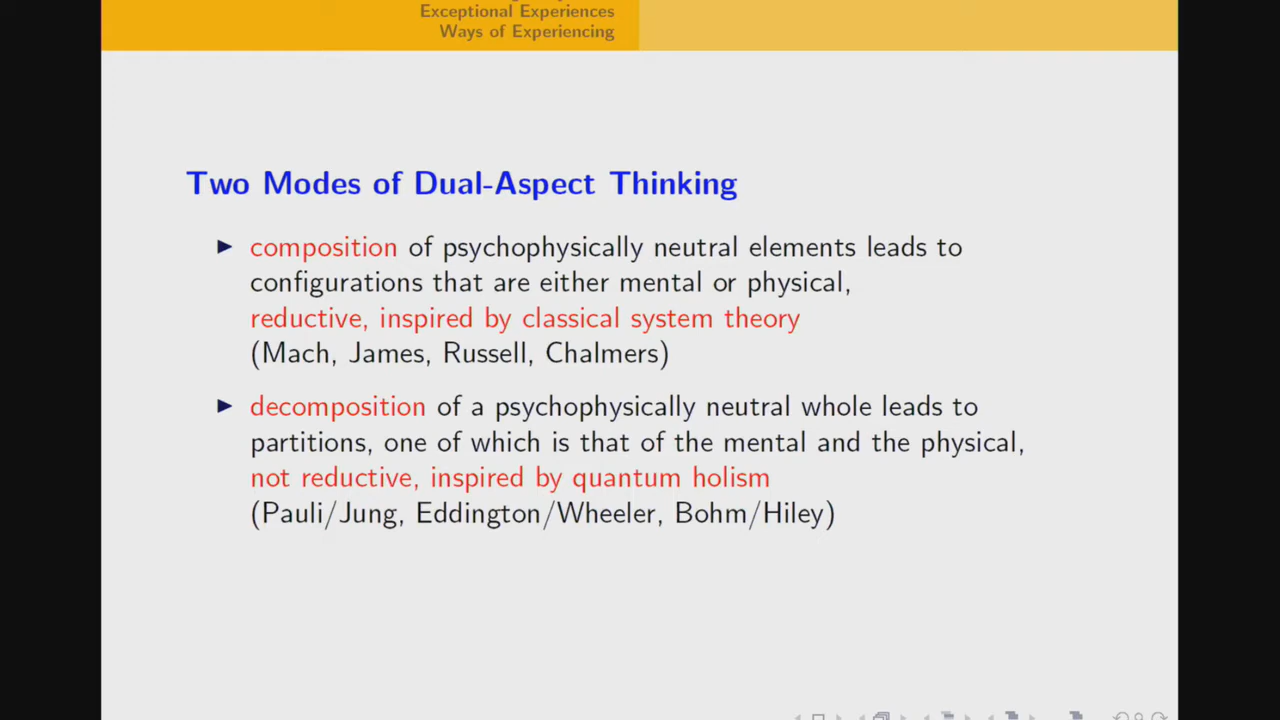 Exceptional Experiences
Ways of Experiencing
Two Modes of Dual-Aspect Thinking
▶ composition of psychophysically neutral elements leads to
configurations that are either mental or physical,
reductive, inspired by classical system theory
(Mach, James, Russell, Chalmers)
▶ decomposition of a psychophysically neutral whole leads to
partitions, one of which is that of the mental and the physical,
not reductive, inspired by quantum holism
(Pauli/Jung, Eddington/Wheeler, Bohm/Hiley)